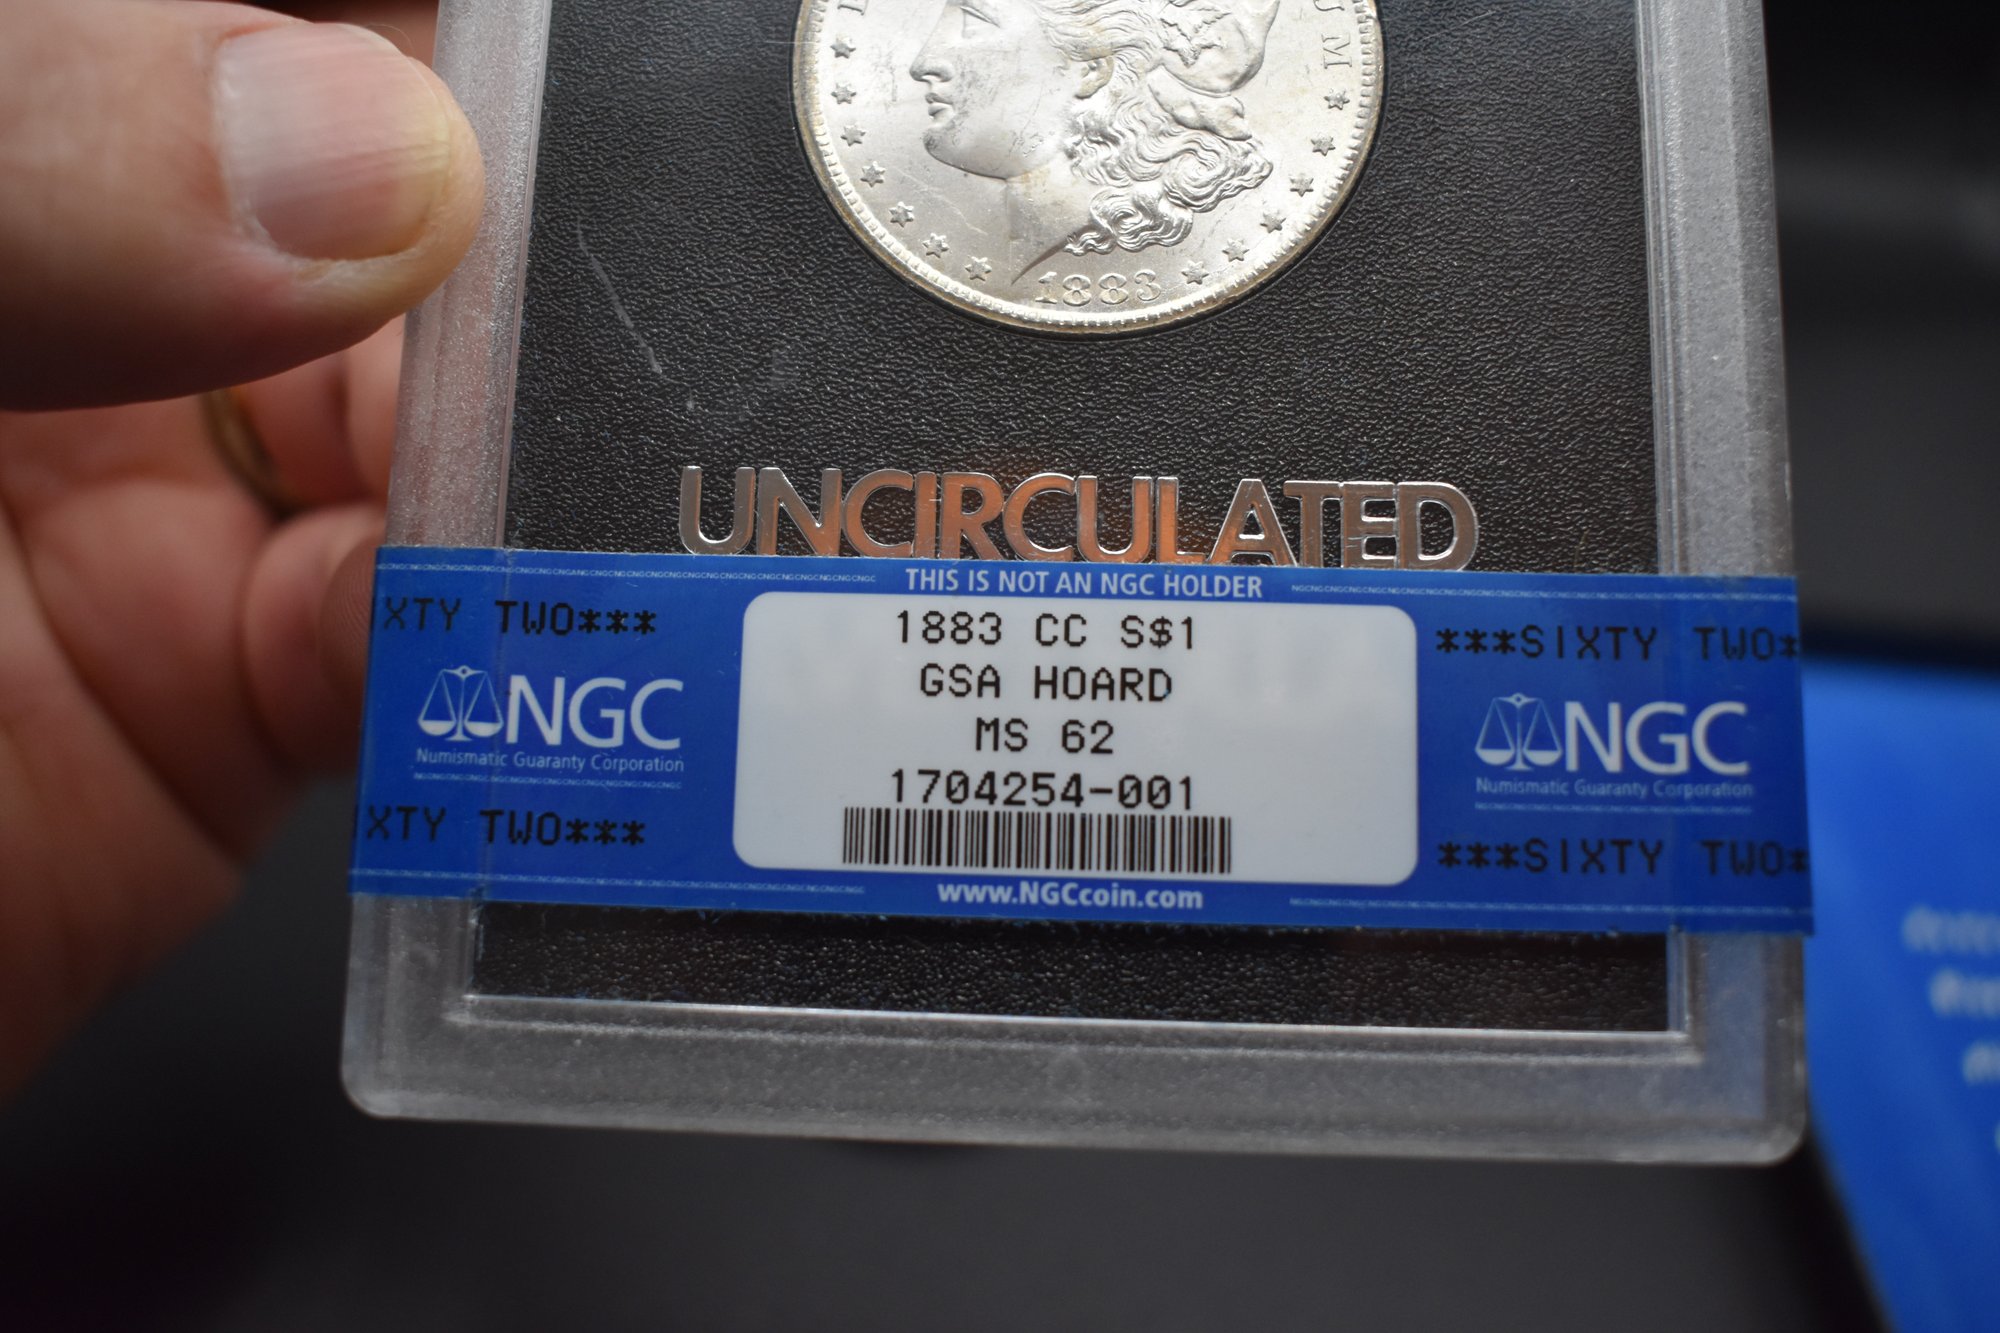 UM
1883
UNCIRCULATED
THIS IS NOT AN NGC HOLDER
XTY TWO***
1883 CC S$1
***SIXTY TWO*
GSA HOARD
NGC
Numismatic Guaranty Corporation
MS 62
NGC
Numismatic Guaranty Corporation
1704254-001
XTY TWO***
***SIXTY TWO*
www.NGCcoin.com